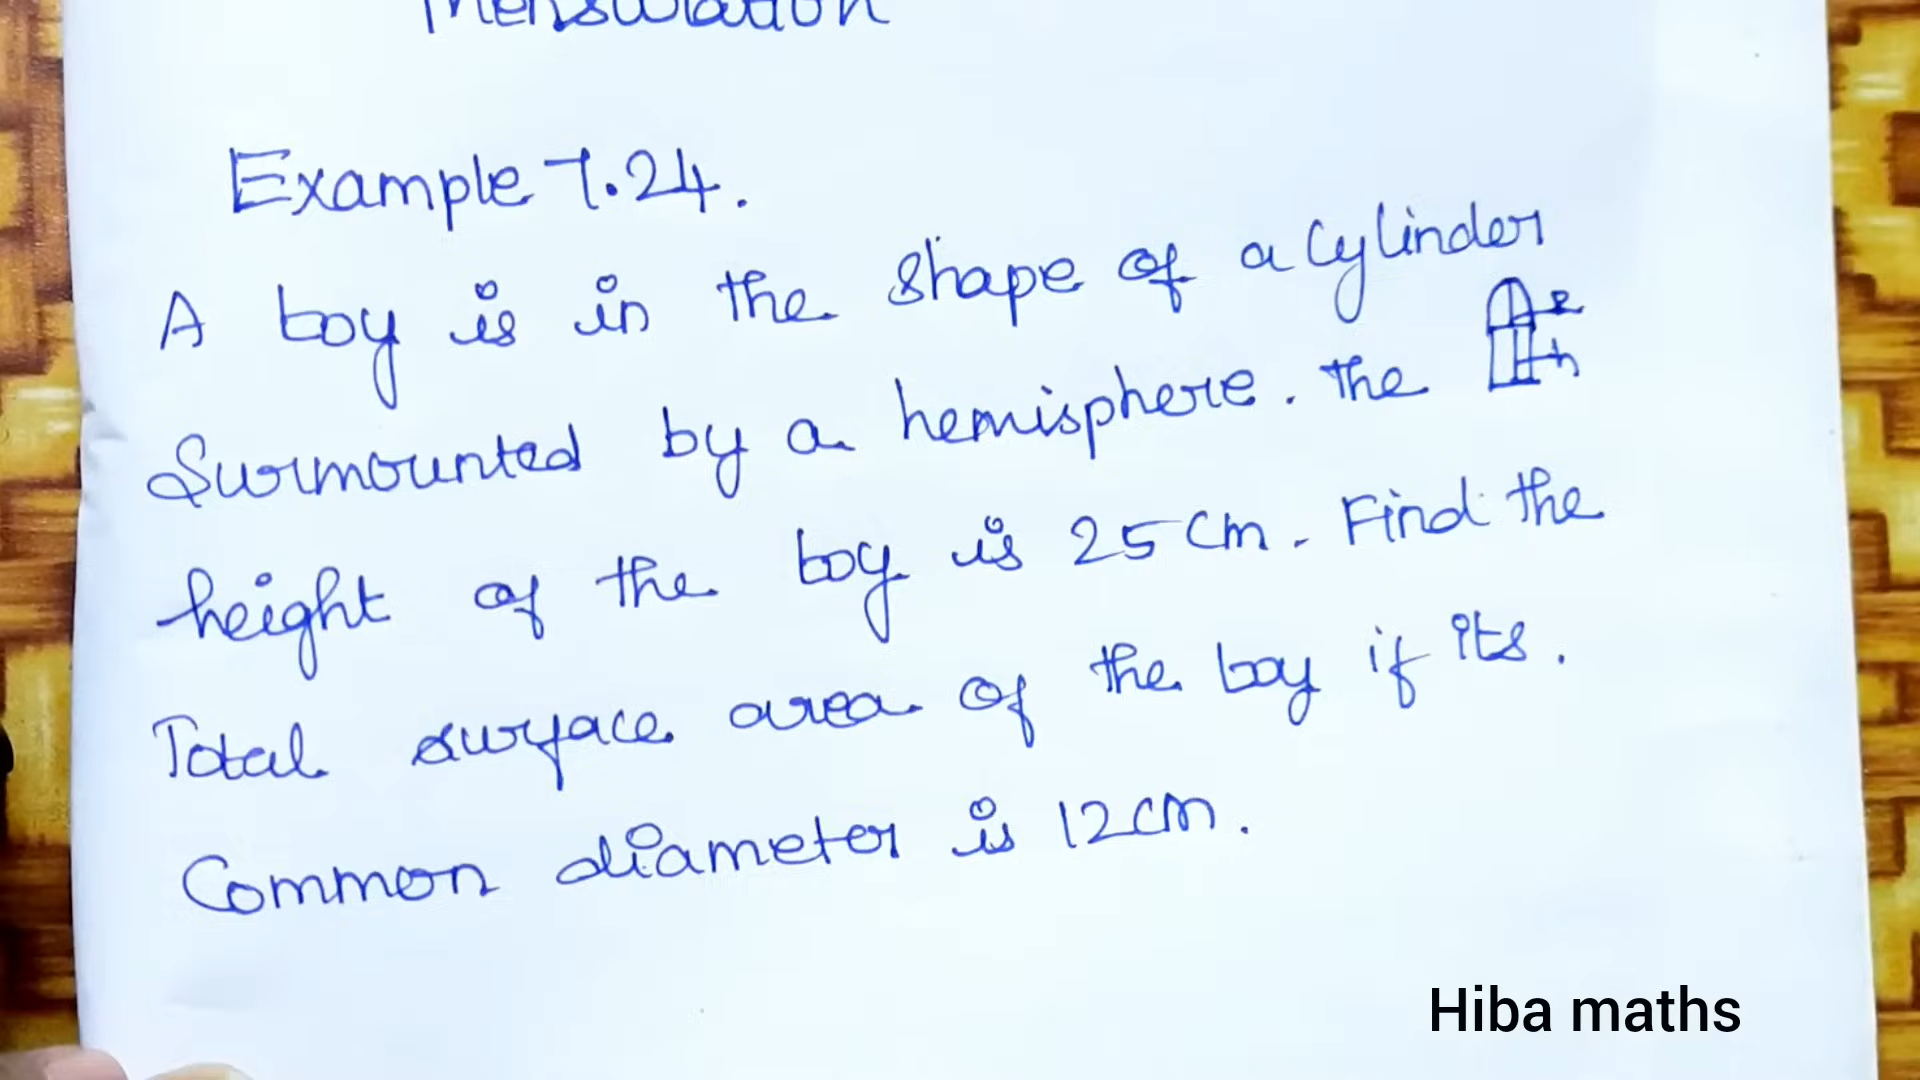 Mensuration
Example 7.24.
A boy is in the shape of a cylinder
Surmounted by a hemisphere. The
r
h
height of the boy is 25 cm. Find the
Total surface area of the boy if its.
Common diameter is 12 cm.
Hiba maths